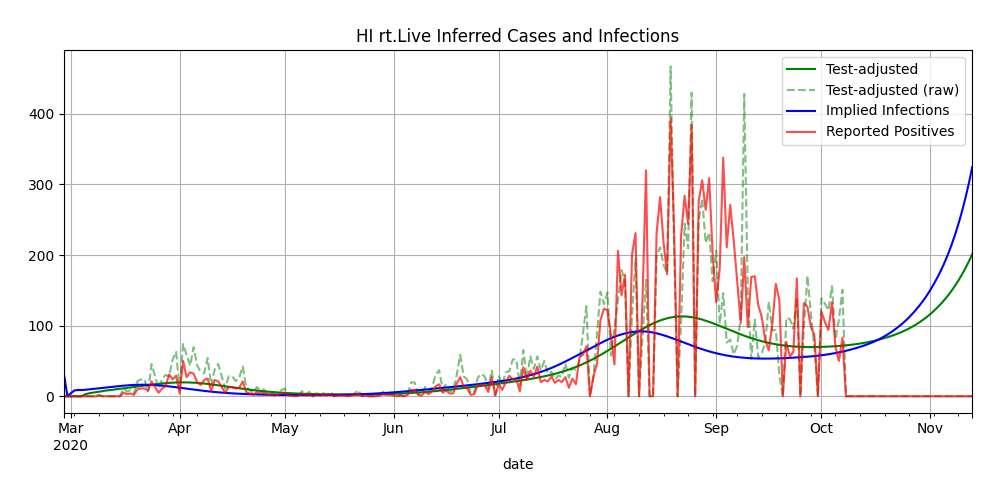 HI rt.Live Inferred Cases and Infections
Test-adjusted
Test-adjusted (raw)
Implied Infections
Reported Positives
400
300
200
100
0
Mar Apr May Jun Jul Aug Sep Oct Nov
2020
date